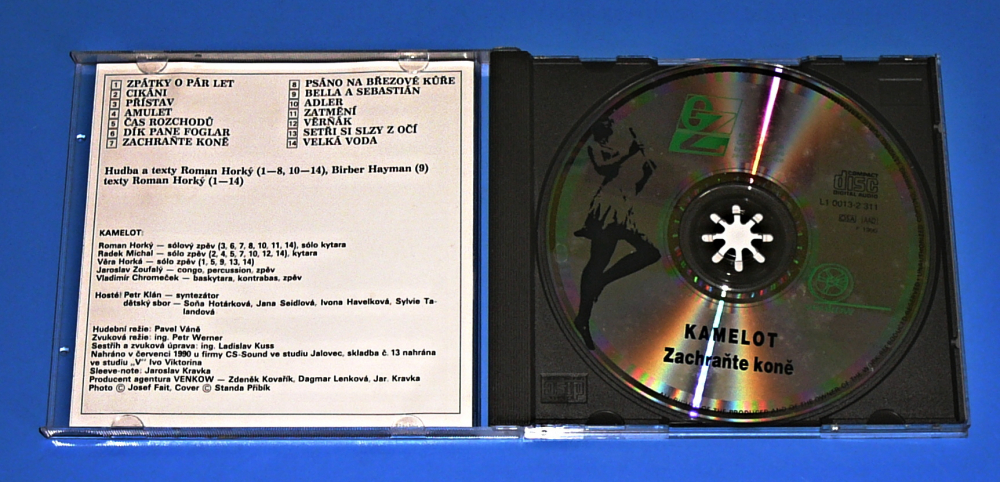 1 ZPÁTKY O PÁR LET
2 CIKÁNI
3 PŘÍSTAV
4 AMULET
5 ČAS ROZCHODŮ
6 DÍK PANE FOGLAR
7 ZACHRAŇTE KONĚ
8 PSÁNO NA BŘEZOVÉ KŮŘE
9 BELLA A SEBASTIÁN
10 ADLER
11 ZATMĚNÍ
12 VĚRŇÁK
13 SETŘI SI SLZY Z OČÍ
14 VELKÁ VODA
Hudba a texty Roman Horký (1—8, 10—14), Birber Hayman (9)
texty Roman Horký (1—14)
KAMELOT:
Roman Horký — sólový zpěv (3, 6, 7, 8, 10, 11, 14), sólo kytara
Radek Michal — sólo zpěv (2, 4, 5, 7, 10, 12, 14), kytara
Věra Horká — sólo zpěv (1, 5, 9, 13, 14)
Jaroslav Zoufalý — congo, percussion, zpěv
Vladimír Chromeček — baskytara, kontrabas, zpěv
Hosté: Petr Klán — syntezátor
dětský sbor — Soňa Hotárková, Jana Seidlová, Ivona Havelková, Sylvie Ta-
landová
Hudební režie: Pavel Váně
Zvuková režie: ing. Petr Werner
Sestřih a zvuková úprava: ing. Ladislav Kuss
Nahráno v červenci 1990 u firmy CS-Sound ve studiu Jalovec, skladba č. 13 nahrána
ve studiu „V“ Ivo Viktorina
Sleeve-note: Jaroslav Kravka
Producent agentura VENKOW — Zdeněk Kovařík, Dagmar Lenková, Jar. Kravka
Photo © Josef Fait, Cover © Standa Přibík
GZ
COMPACT
disc
DIGITAL AUDIO
L1 0013-2 311
KAMELOT
Zachraňte koně